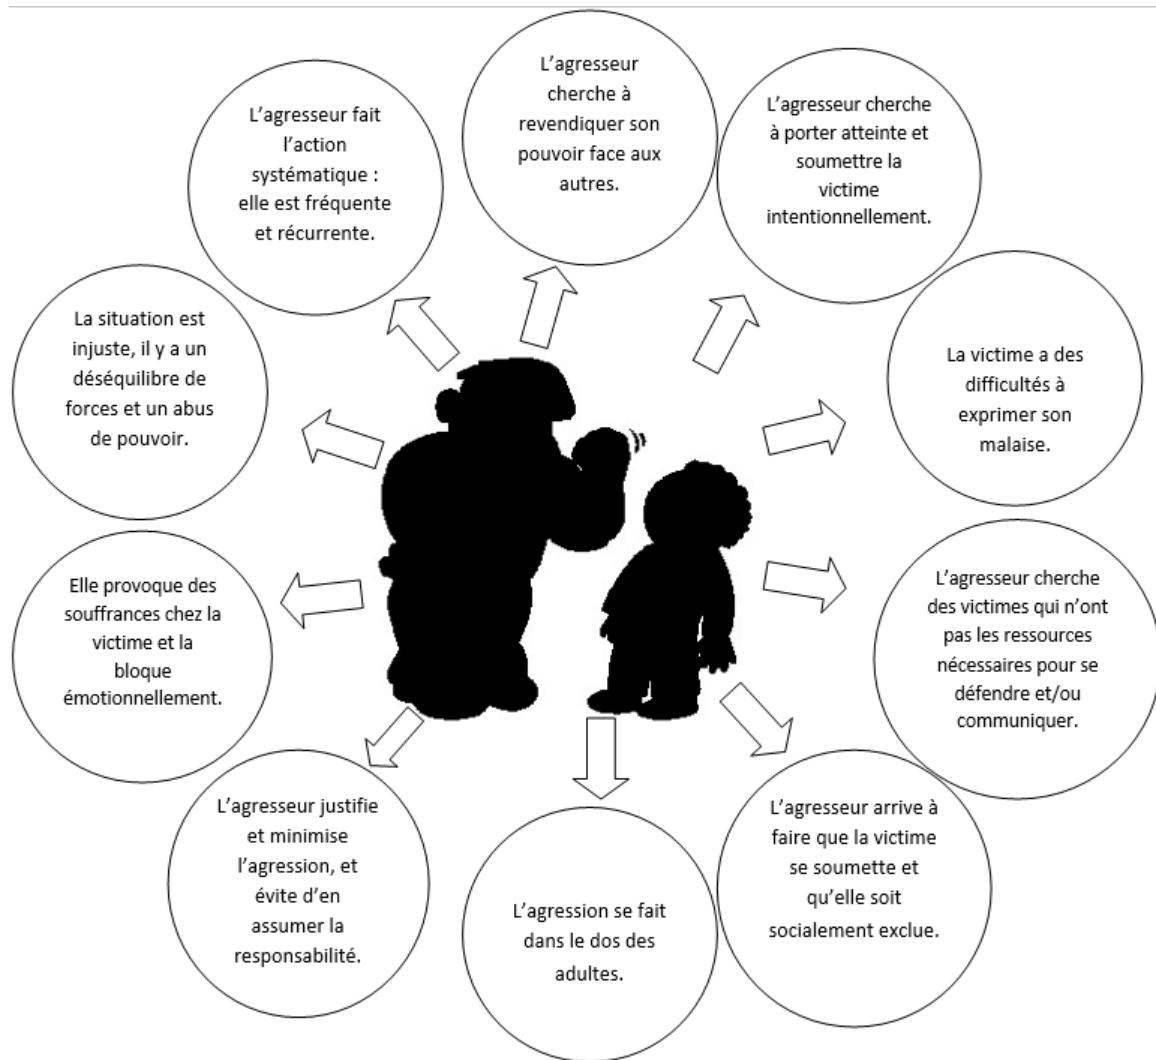 L'agresseur
cherche à
revendiquer son
pouvoir face aux
autres.
L'agresseur cherche
à porter atteinte et
soumettre la
victime
intentionnellement.
La victime a des
difficultés à
exprimer son
malaise.
L'agresseur cherche
des victimes qui n'ont
pas les ressources
nécessaires pour se
défendre et/ou
communiquer.
L'agresseur arrive à
faire que la victime
se soumette et
qu'elle soit
socialement exclue.
L'agression se fait
dans le dos des
adultes.
L'agresseur justifie
et minimise
l'agression, et
évite d'en
assumer la
responsabilité.
Elle provoque des
souffrances chez la
victime et la
bloque
émotionnellement.
La situation est
injuste, il y a un
déséquilibre de
forces et un abus
de pouvoir.
L'agresseur fait
l'action
systématique :
elle est fréquente
et récurrente.